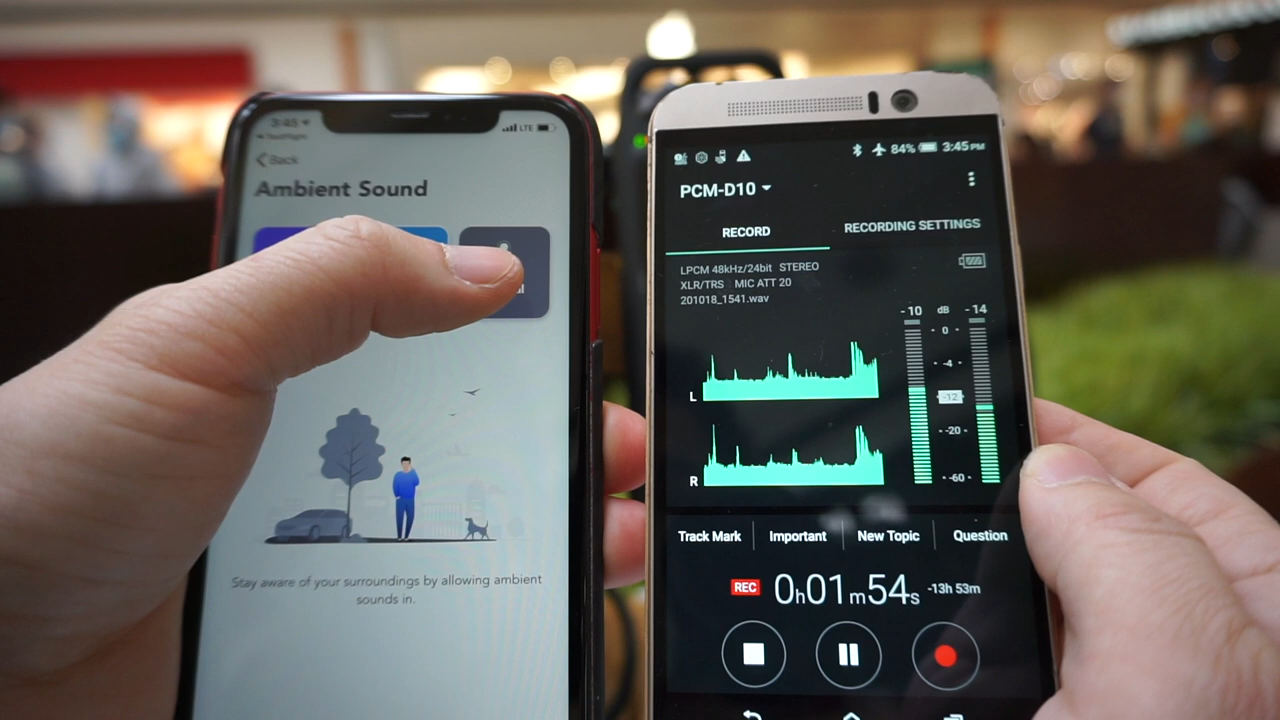 3:45
LTE
TestFlight
Back
Ambient Sound
Stay aware of your surroundings by allowing ambient
sounds in.
84% 3:45 PM
PCM-D10
RECORD
RECORDING SETTINGS
LPCM 48kHz/24bit STEREO
XLR/TRS MIC ATT 20
201018_1541.wav
-10 dB -14
- 0 -
-4-
-12
-20-
-60-
L
R
Track Mark
Important
New Topic
Question
REC 0h01m54s -13h 53m